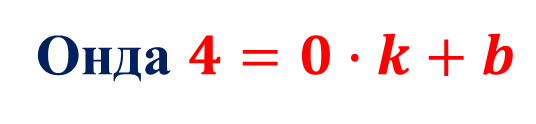 Онда 4 = 0 · k + b